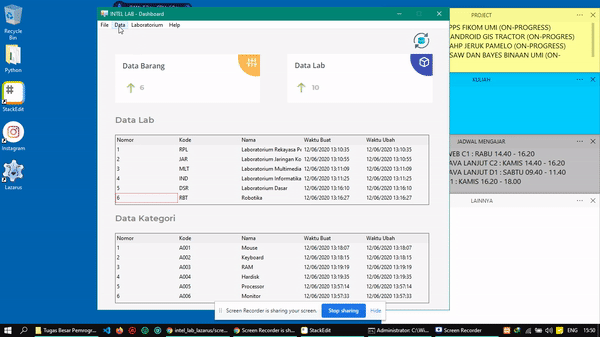 Recycle
Bin
Python
StackEdit
Instagram
Lazarus
INTEL LAB - Dashboard
File Data Laboratorium Help
Data Barang
6
Data Lab
10
Data Lab
Nomor Kode Nama Waktu Buat Waktu Ubah
1 RPL Laboratorium Rekayasa Pe 12/06/2020 13:10:35 12/06/2020 13:10:35
2 JAR Laboratorium Jaringan Ko 12/06/2020 13:10:55 12/06/2020 13:10:55
3 MLT Laboratorium Multimedia 12/06/2020 13:11:09 12/06/2020 13:11:09
4 IND Laboratorium Informatika 12/06/2020 13:11:25 12/06/2020 13:11:25
5 DSR Laboratorium Dasar 12/06/2020 13:16:10 12/06/2020 13:16:10
6 RBT Robotika 12/06/2020 13:16:27 12/06/2020 13:16:27
Data Kategori
Nomor Kode Nama Waktu Buat Waktu Ubah
1 A001 Mouse 12/06/2020 13:18:07 12/06/2020 13:18:07
2 A002 Keyboard 12/06/2020 13:18:15 12/06/2020 13:18:15
3 A003 RAM 12/06/2020 13:19:19 12/06/2020 13:19:19
4 A004 Hardisk 12/06/2020 13:19:35 12/06/2020 13:19:35
5 A005 Processor 12/06/2020 13:57:14 12/06/2020 13:57:14
6 A006 Monitor 12/06/2020 13:57:33 12/06/2020 13:57:33
PROJECT
PPS FIKOM UMI (ON-PROGRESS)
ANDROID GIS TRACTOR (ON-PROGRES)
AHP JERUK PAMELO (ON-PROGRESS)
SAW DAN BAYES BINAAN UMI (ON-
KULIAH
JADWAL MENGAJAR
WEB C1 : RABU 14.40 - 16.20
AVA LANJUT C2 : KAMIS 14.40 - 16.20
AVA LANJUT D1 : SABTU 09.40 - 11.40
1 : KAMIS 16.20 - 18.00
LAINNYA
Screen Recorder is sharing your screen. Stop sharing Hide
Tugas Besar Pemrogr... intel_lab_lazarus/scre... Screen Recorder is sh... StackEdit Administrator: C:\Wi... Screen Recorder ENG 15:50